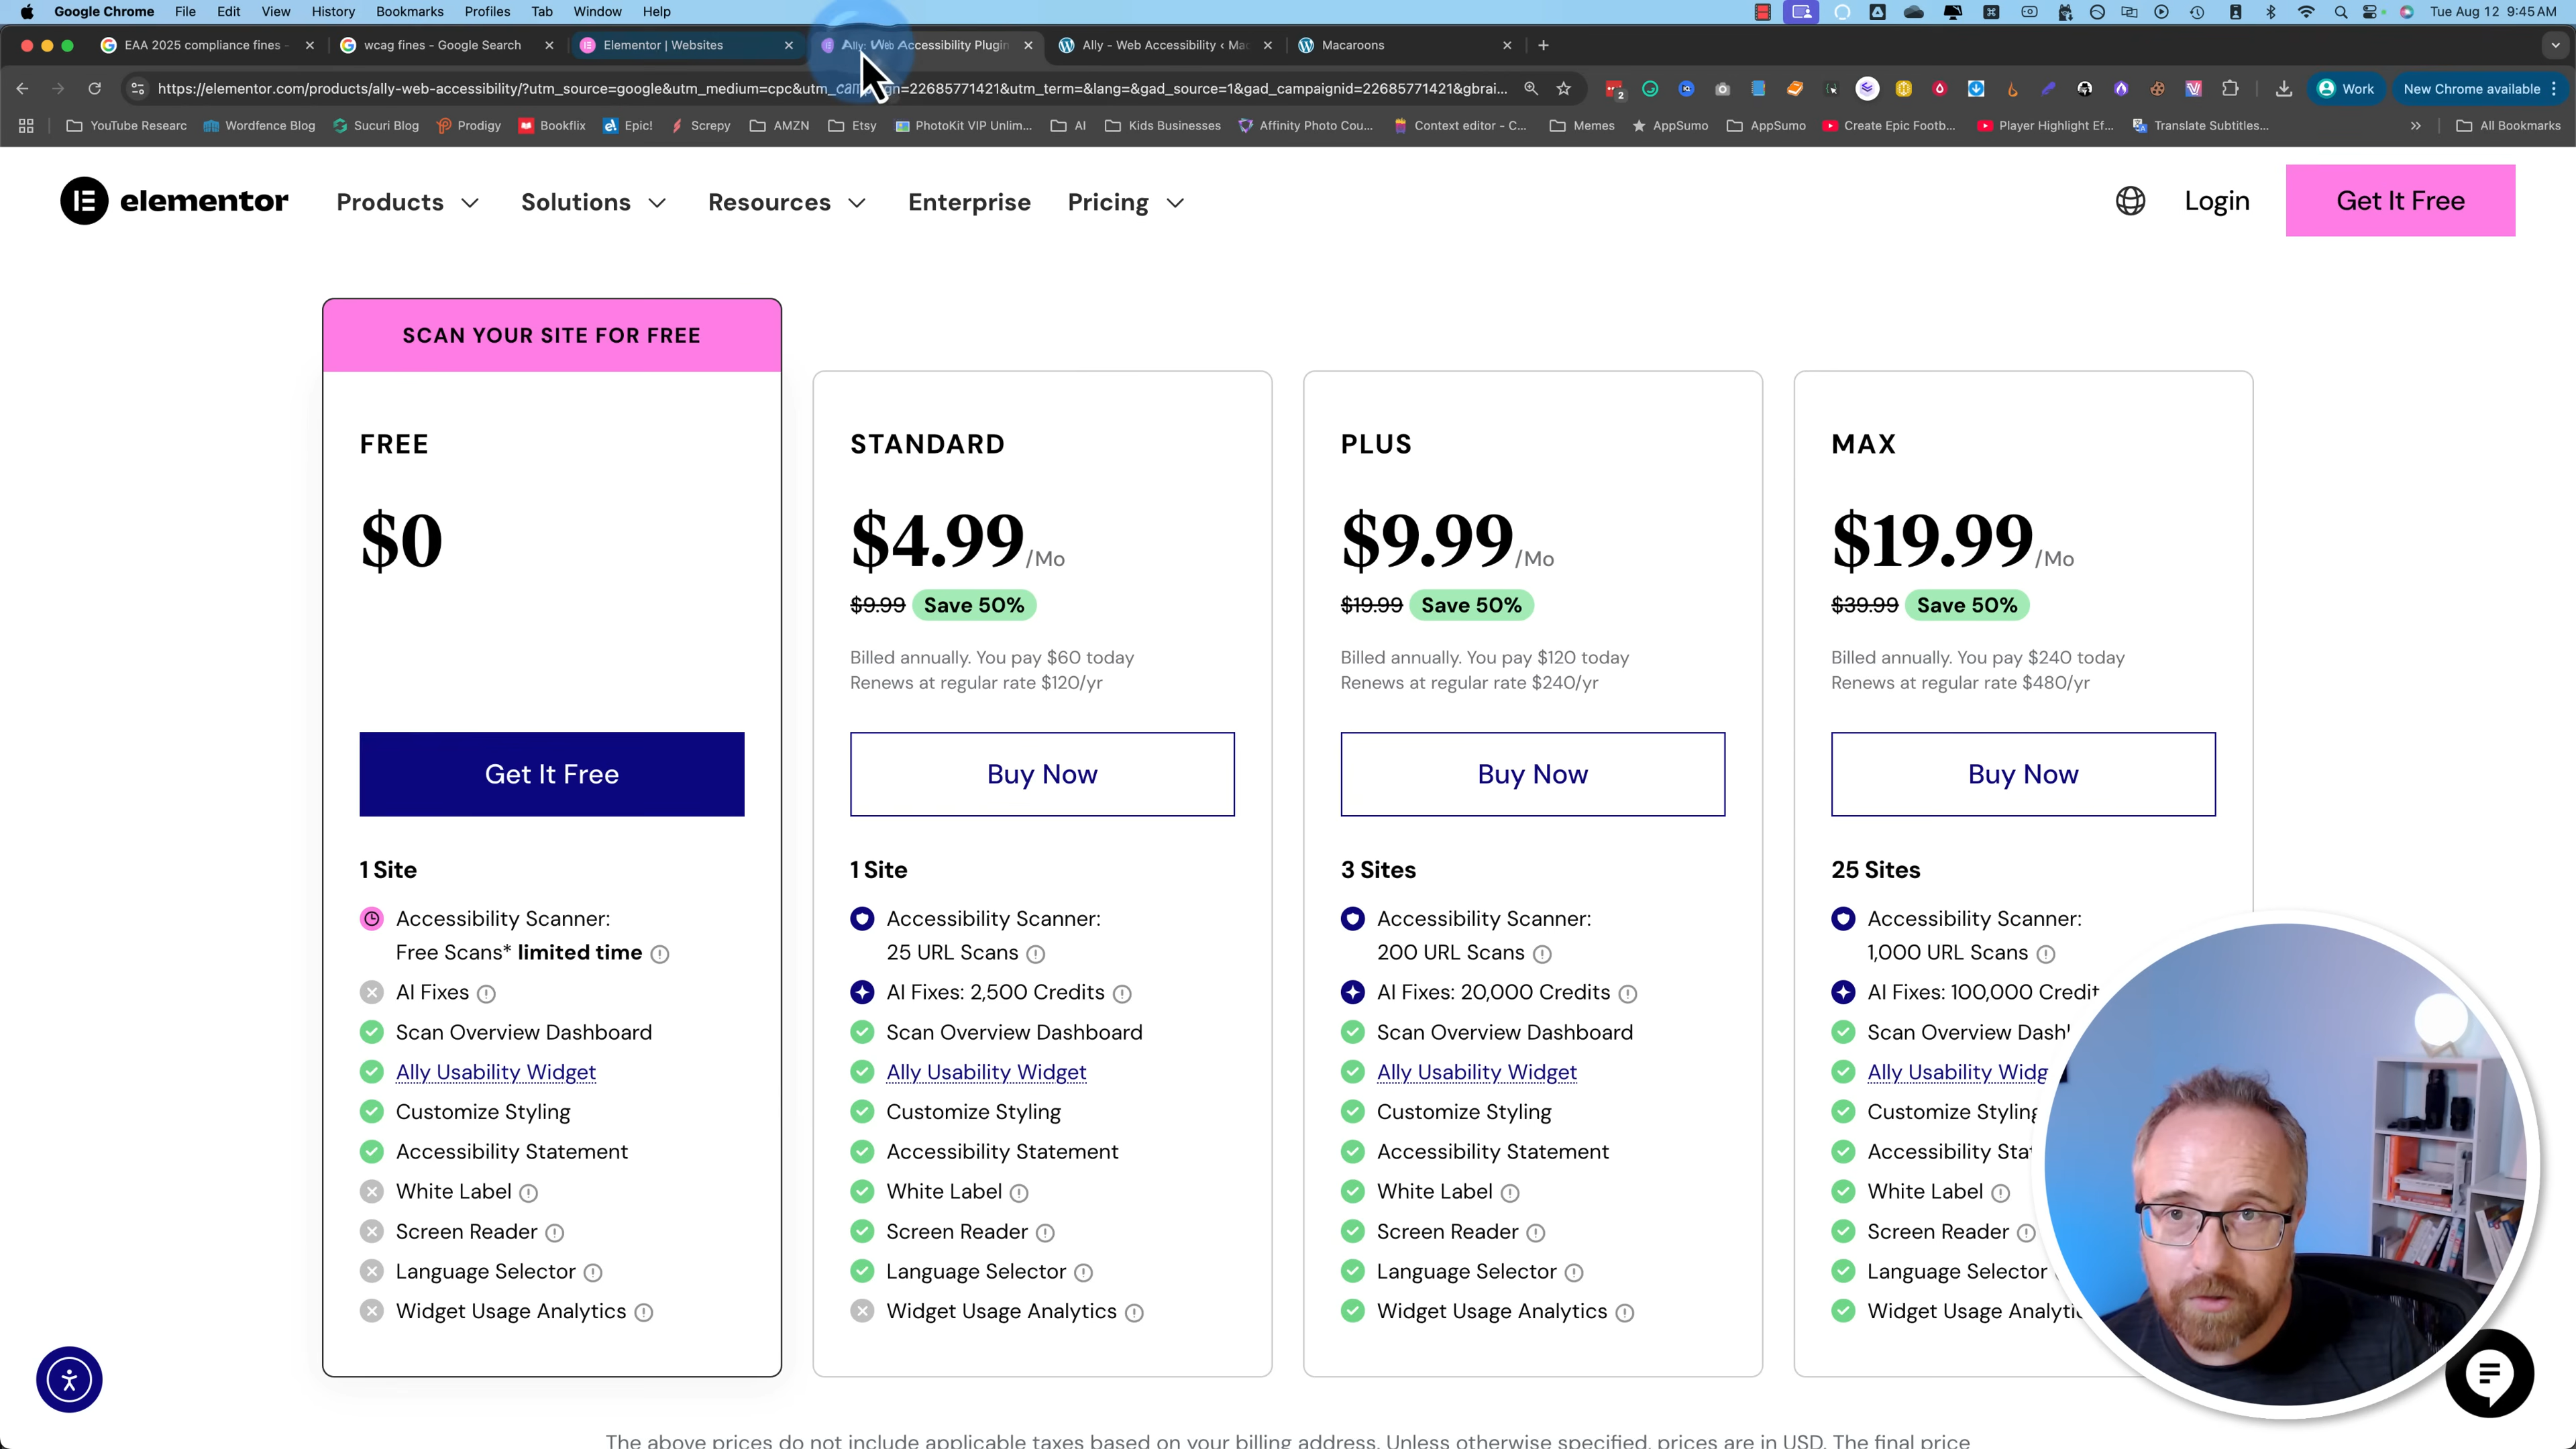 Google Chrome File Edit View History Bookmarks Profiles Tab Window Help
Tue Aug 12 9:45 AM
EAA 2025 compliance fines -
wcag fines - Google Search
Elementor | Websites
Ally: Web Accessibility Plugin
Ally - Web Accessibility ‹ Mac
Macaroons
https://elementor.com/products/ally-web-accessibility/?utm_source=google&utm_medium=cpc&utm_campaign=22685771421&utm_term=&lang=&gad_source=1&gad_campaignid=22685771421&gbrai...
2
Work
New Chrome available
YouTube Researc
Wordfence Blog
Sucuri Blog
Prodigy
Bookflix
Epic!
Screpy
AMZN
Etsy
PhotoKit VIP Unlim...
AI
Kids Businesses
Affinity Photo Cou...
Context editor - C...
Memes
AppSumo
AppSumo
Create Epic Footb...
Player Highlight Ef...
Translate Subtitles...
All Bookmarks
elementor
Products
Solutions
Resources
Enterprise
Pricing
Login
Get It Free
SCAN YOUR SITE FOR FREE
FREE
$0
Get It Free
1 Site
Accessibility Scanner:
Free Scans* limited time
AI Fixes
Scan Overview Dashboard
Ally Usability Widget
Customize Styling
Accessibility Statement
White Label
Screen Reader
Language Selector
Widget Usage Analytics
STANDARD
$4.99/Mo
$9.99 Save 50%
Billed annually. You pay $60 today
Renews at regular rate $120/yr
Buy Now
1 Site
Accessibility Scanner:
25 URL Scans
AI Fixes: 2,500 Credits
Scan Overview Dashboard
Ally Usability Widget
Customize Styling
Accessibility Statement
White Label
Screen Reader
Language Selector
Widget Usage Analytics
PLUS
$9.99/Mo
$19.99 Save 50%
Billed annually. You pay $120 today
Renews at regular rate $240/yr
Buy Now
3 Sites
Accessibility Scanner:
200 URL Scans
AI Fixes: 20,000 Credits
Scan Overview Dashboard
Ally Usability Widget
Customize Styling
Accessibility Statement
White Label
Screen Reader
Language Selector
Widget Usage Analytics
MAX
$19.99/Mo
$39.99 Save 50%
Billed annually. You pay $240 today
Renews at regular rate $480/yr
Buy Now
25 Sites
Accessibility Scanner:
1,000 URL Scans
AI Fixes: 100,000 Credit
Scan Overview Dash
Ally Usability Widg
Customize Styling
Accessibility Sta
White Label
Screen Reader
Language Selector
Widget Usage Analytic
The above prices do not include applicable taxes based on your billing address. Unless otherwise specified, prices are in USD. The final price